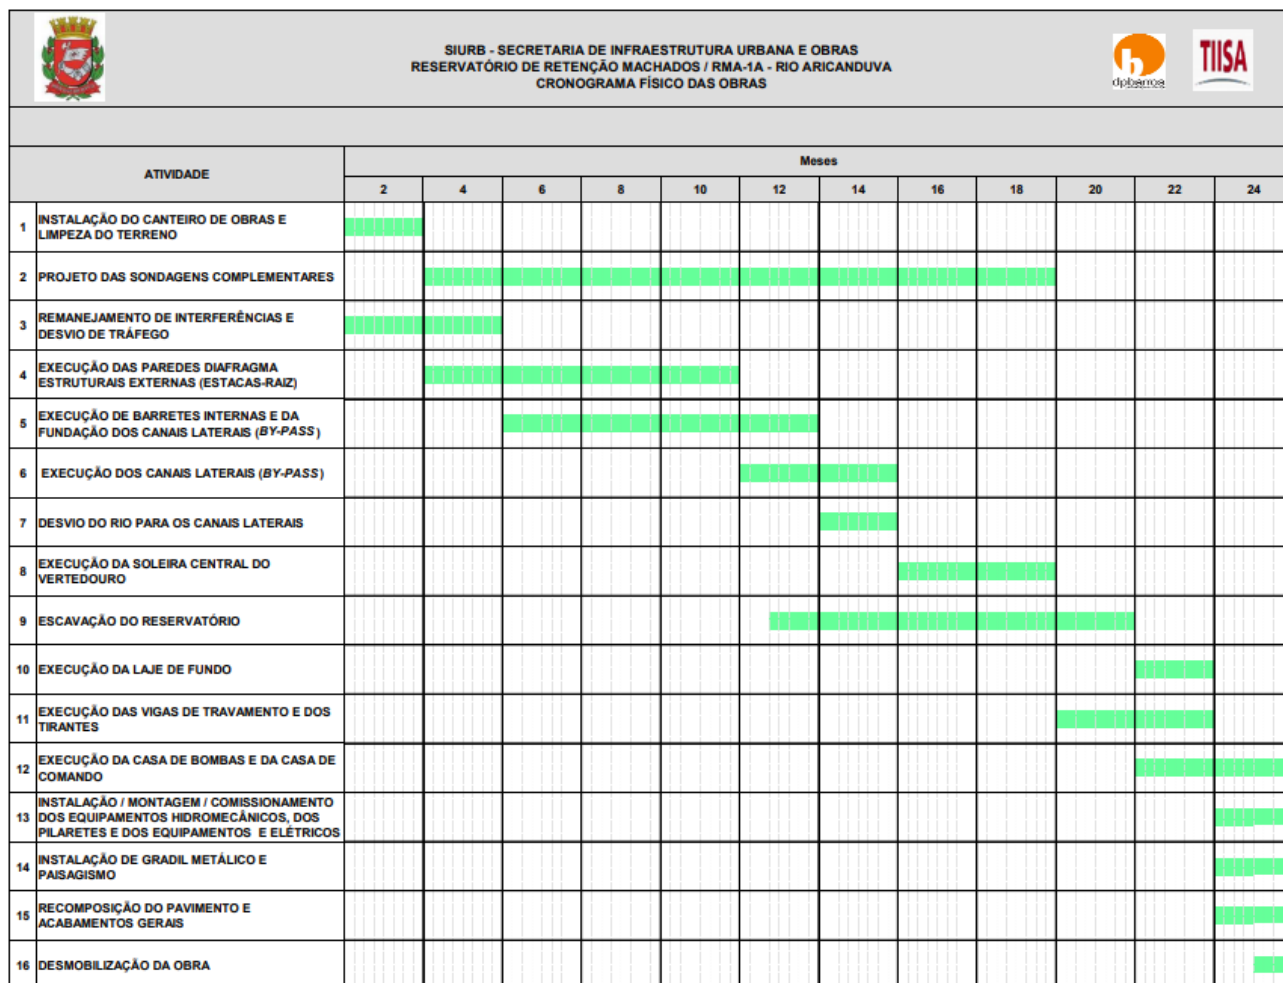 SIURB - SECRETARIA DE INFRAESTRUTURA URBANA E OBRAS
RESERVATÓRIO DE RETENÇÃO MACHADOS / RMA-1A - RIO ARICANDUVA
CRONOGRAMA FÍSICO DAS OBRAS
dpbarros
TIISA
ATIVIDADE
Meses
2 4 6 8 10 12 14 16 18 20 22 24
1 INSTALAÇÃO DO CANTEIRO DE OBRAS E
LIMPEZA DO TERRENO
2 PROJETO DAS SONDAGENS COMPLEMENTARES
3 REMANEJAMENTO DE INTERFERÊNCIAS E
DESVIO DE TRÁFEGO
4 EXECUÇÃO DAS PAREDES DIAFRAGMA
ESTRUTURAIS EXTERNAS (ESTACAS-RAIZ)
5 EXECUÇÃO DE BARRETES INTERNAS E DA
FUNDAÇÃO DOS CANAIS LATERAIS (BY-PASS)
6 EXECUÇÃO DOS CANAIS LATERAIS (BY-PASS)
7 DESVIO DO RIO PARA OS CANAIS LATERAIS
8 EXECUÇÃO DA SOLEIRA CENTRAL DO
VERTEDOURO
9 ESCAVAÇÃO DO RESERVATÓRIO
10 EXECUÇÃO DA LAJE DE FUNDO
11 EXECUÇÃO DAS VIGAS DE TRAVAMENTO E DOS
TIRANTES
12 EXECUÇÃO DA CASA DE BOMBAS E DA CASA DE
COMANDO
13 INSTALAÇÃO / MONTAGEM / COMISSIONAMENTO
DOS EQUIPAMENTOS HIDROMECÂNICOS, DOS
PILARETES E DOS EQUIPAMENTOS E ELÉTRICOS
14 INSTALAÇÃO DE GRADIL METÁLICO E
PAISAGISMO
15 RECOMPOSIÇÃO DO PAVIMENTO E
ACABAMENTOS GERAIS
16 DESMOBILIZAÇÃO DA OBRA